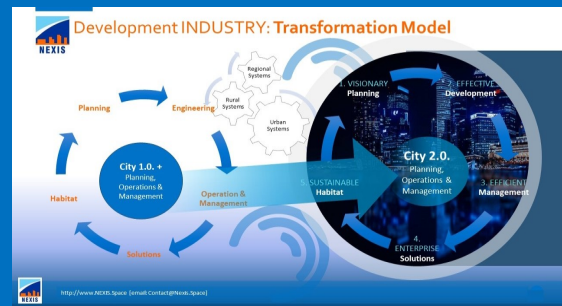 NEXIS
Development INDUSTRY: Transformation Model
Regional
Systems
Rural
Systems
Urban
Systems
Planning
Engineering
City 1.0. +
Planning,
Operations &
Management
Habitat
Operation &
Management
Solutions
1. VISIONARY
Planning
2. EFFECTIVE
Development
City 2.0.
Planning,
Operations &
Management
5. SUSTAINABLE
Habitat
3. EFFICIENT
Management
4.
ENTERPRISE
Solutions
NEXIS
http://www.NEXIS.Space [email: Contact@Nexis.Space]